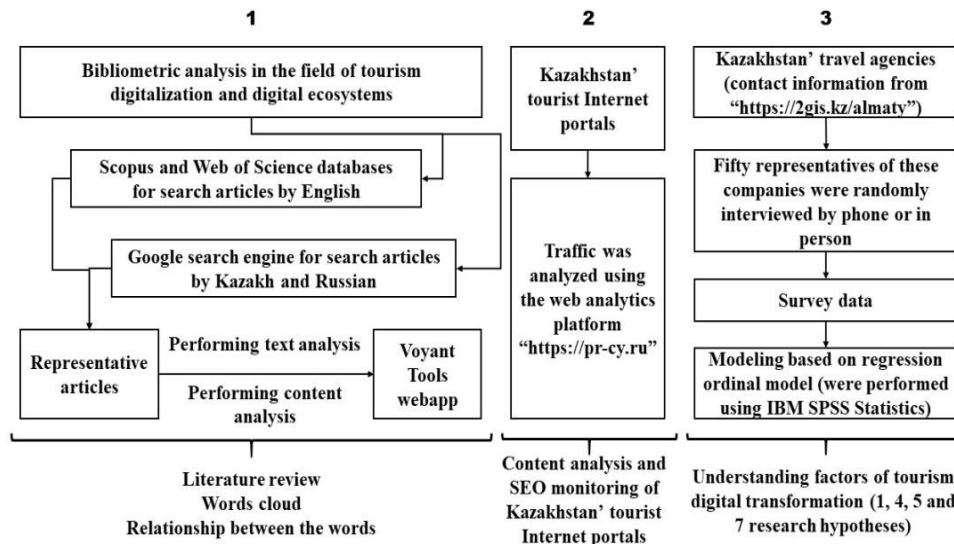 1
Bibliometric analysis in the field of tourism
digitalization and digital ecosystems
Scopus and Web of Science databases
for search articles by English
Google search engine for search articles
by Kazakh and Russian
Representative
articles
Performing text analysis
Performing content
analysis
Voyant
Tools
webapp
Literature review
Words cloud
Relationship between the words
2
Kazakhstan’
tourist Internet
portals
Traffic was
analyzed using
the web analytics
platform
“https://pr-cy.ru”
Content analysis and
SEO monitoring of
Kazakhstan’ tourist
Internet portals
3
Kazakhstan’ travel agencies
(contact information from
“https://2gis.kz/almaty”)
Fifty representatives of these
companies were randomly
interviewed by phone or in
person
Survey data
Modeling based on regression
ordinal model (were performed
using IBM SPSS Statistics)
Understanding factors of tourism
digital transformation (1, 4, 5 and
7 research hypotheses)